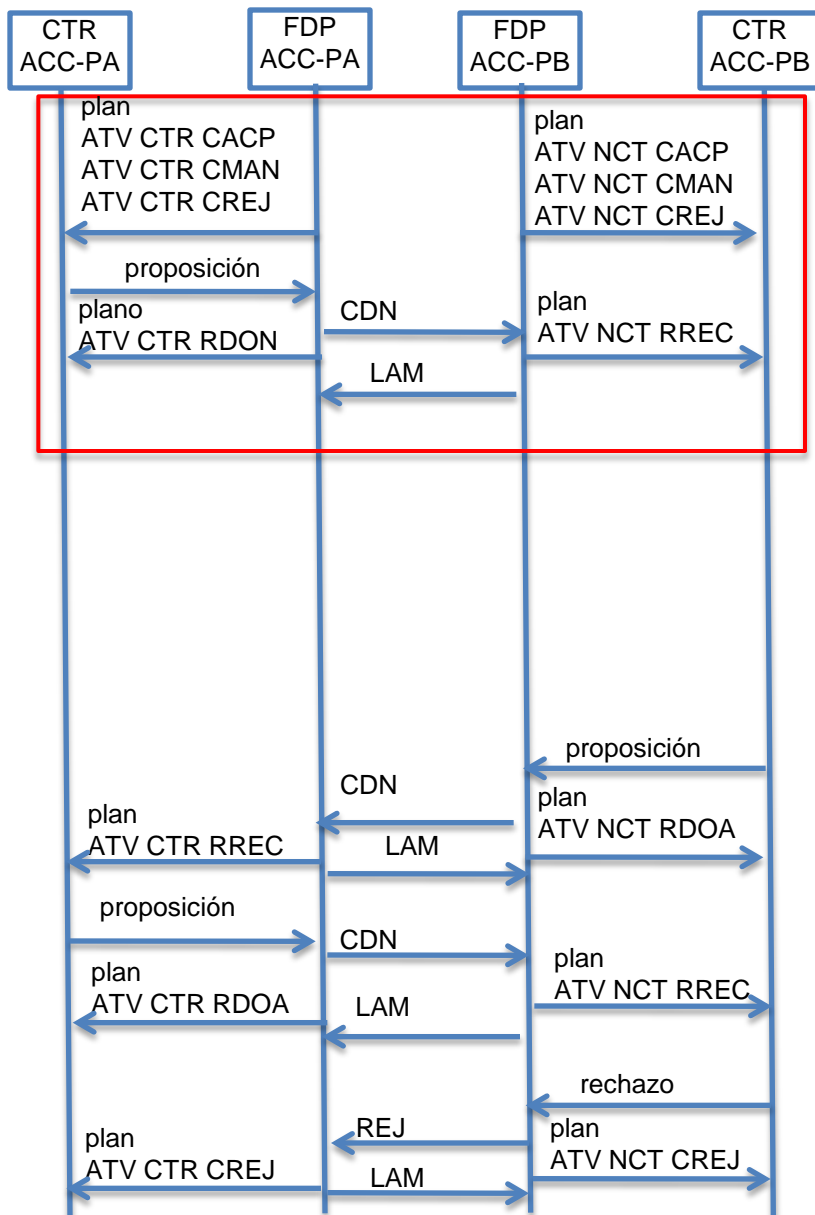 CTR
ACC-PA
FDP
ACC-PA
FDP
ACC-PB
CTR
ACC-PB
plan
ATV CTR CACP
ATV CTR CMAN
ATV CTR CREJ
plan
ATV NCT CACP
ATV NCT CMAN
ATV NCT CREJ
proposición
plano
ATV CTR RDON
CDN
plan
ATV NCT RREC
LAM
proposición
CDN
plan
ATV NCT RDOA
plan
ATV CTR RREC
LAM
proposición
CDN
plan
ATV NCT RREC
plan
ATV CTR RDOA
LAM
rechazo
REJ
plan
ATV NCT CREJ
plan
ATV CTR CREJ
LAM